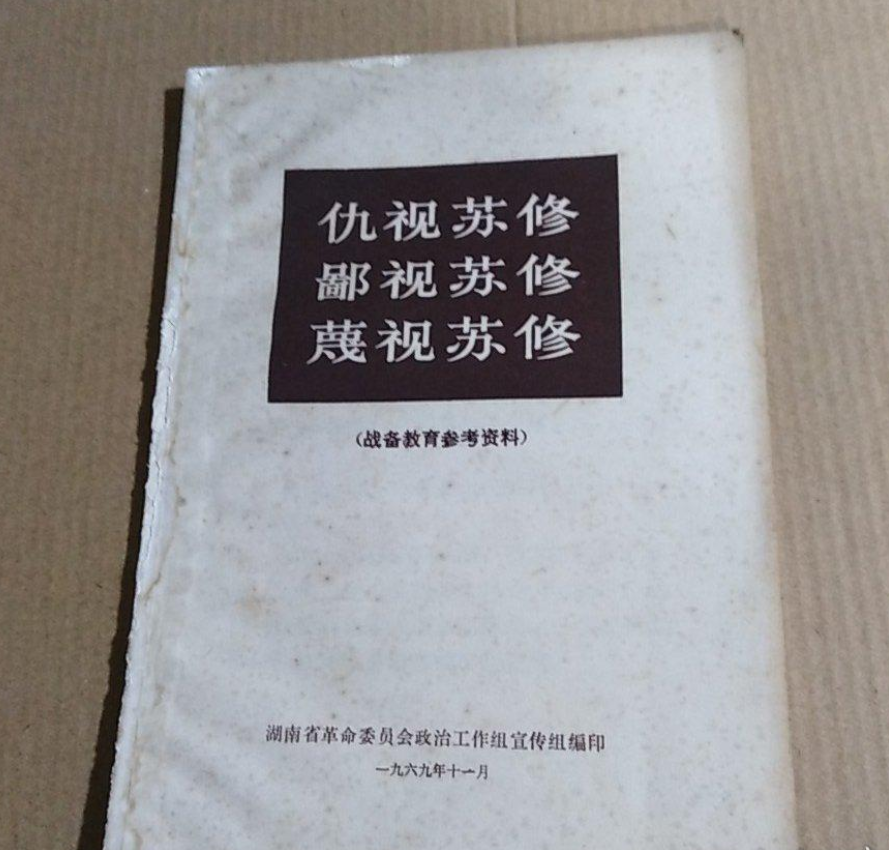 仇视苏修
鄙视苏修
蔑视苏修
（战备教育参考资料）
湖南省革命委员会政治工作组宣传组编印
一九六九年十一月